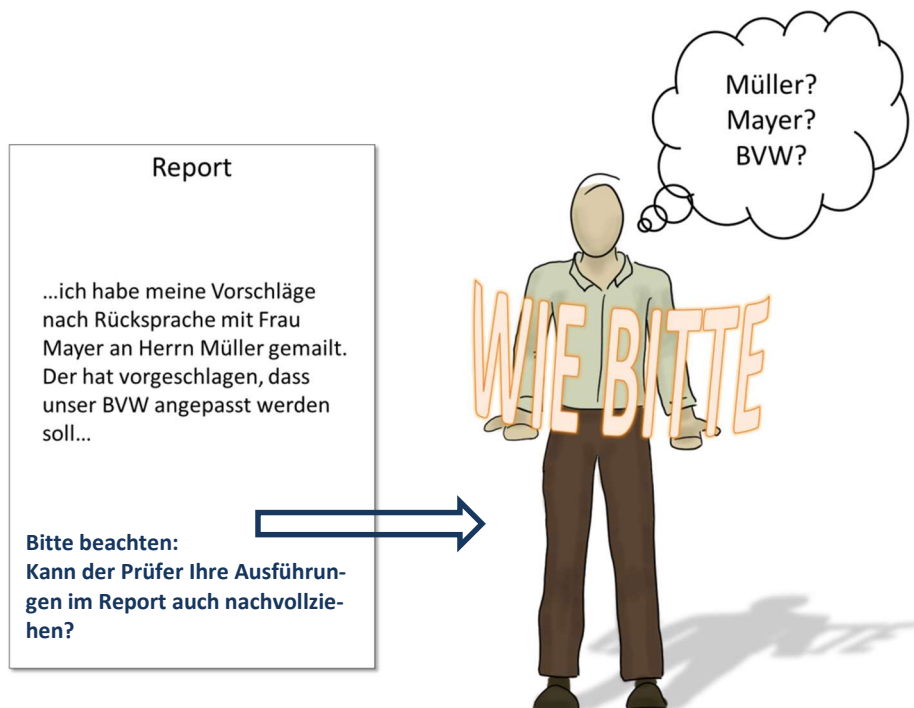 Report
...ich habe meine Vorschläge
nach Rücksprache mit Frau
Mayer an Herrn Müller gemailt.
Der hat vorgeschlagen, dass
unser BVW angepasst werden
soll...
Bitte beachten:
Kann der Prüfer Ihre Ausführun-
gen im Report auch nachvollzie-
hen?
Müller?
Mayer?
BVW?
WIE BITTE